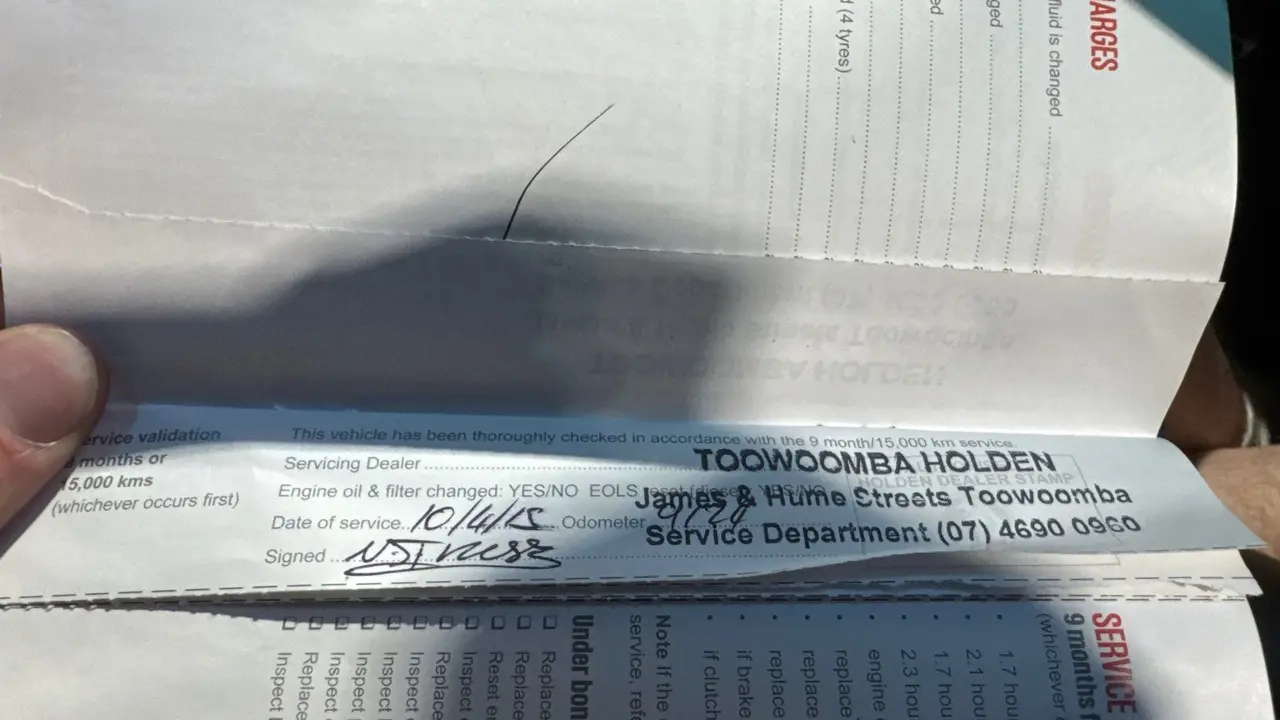 ARGES
fluid is changed
ged
ed
d (4 tyres)
ervice validation
months or
15,000 kms
(whichever occurs first)
This vehicle has been thoroughly checked in accordance with the 9 month/15,000 km service.
Servicing Dealer
TOOWOOMBA HOLDEN
HOLDEN DEALER STAMP
Engine oil & filter changed: YES/NO EOLS reset (diesel) YES/NO
James & Hume Streets Toowoomba
Date of service 10/4/15 Odometer
Service Department (07) 4690 0960
Signed
SERVICE
9 months
(whichever
1.7 hou
2.1 hou
1.7 hou
2.3 hou
engine
replace
replace
replace
if brake
if clutch
Note If the
service, refe
Under bon
Replace
Replace
Reset e
Inspect
Replace
Inspect
Inspect
Inspect
Replace
Inspect